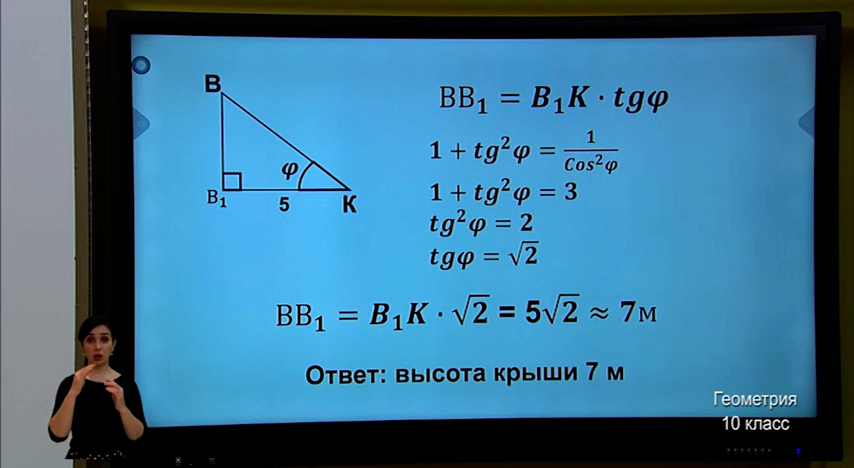 B
φ
B₁
5
K
BB₁ = B₁K · tgφ
1 + tg²φ = 1/Cos²φ
1 + tg²φ = 3
tg²φ = 2
tgφ = √2
BB₁ = B₁K · √2 = 5√2 ≈ 7м
Ответ: высота крыши 7 м
Геометрия
10 класс